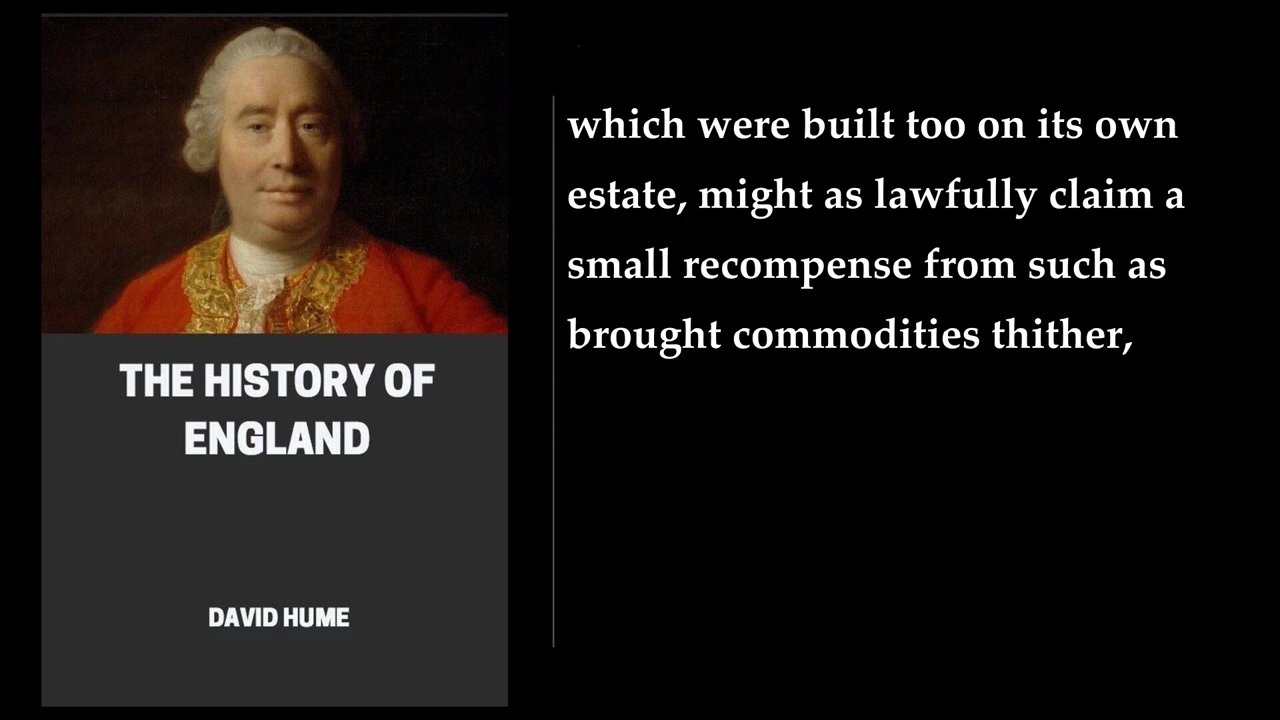 THE HISTORY OF
ENGLAND
DAVID HUME
which were built too on its own
estate, might as lawfully claim a
small recompense from such as
brought commodities thither,